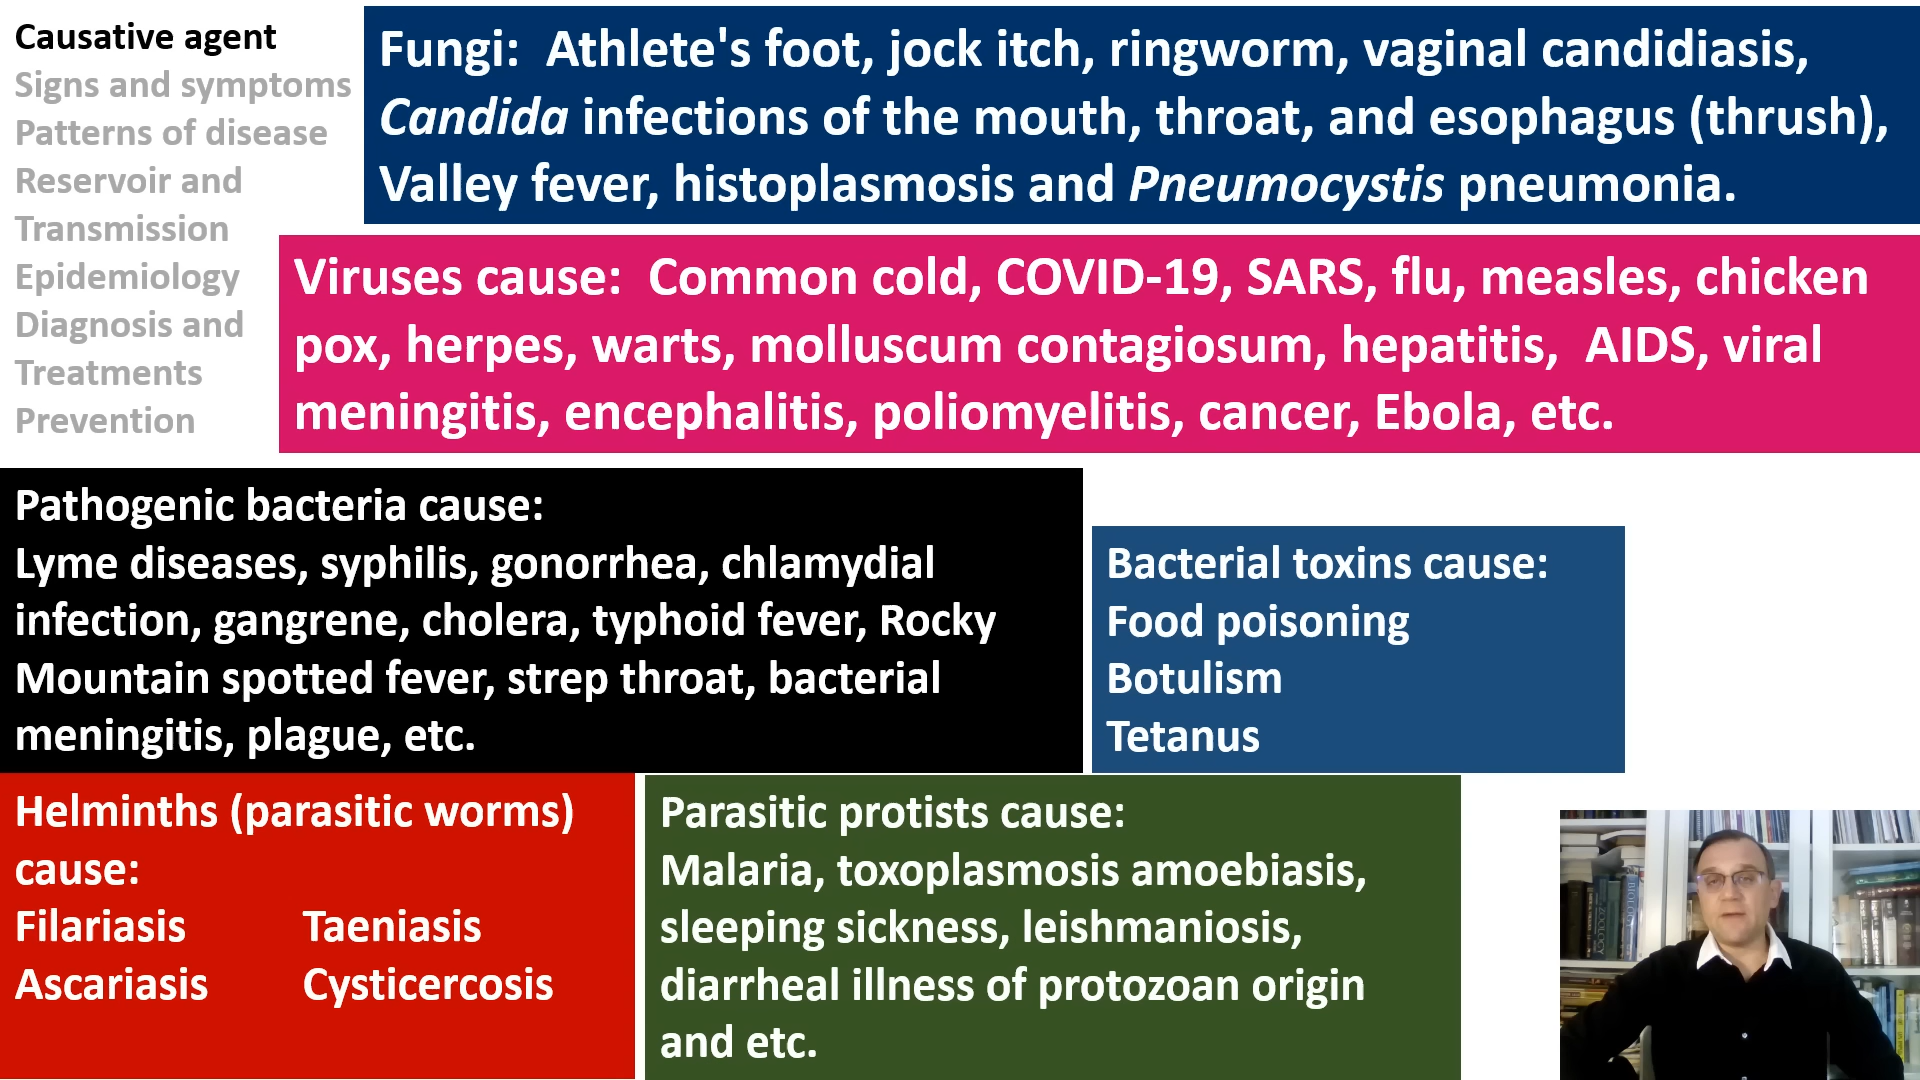 Causative agent
Signs and symptoms
Patterns of disease
Reservoir and
Transmission
Epidemiology
Diagnosis and
Treatments
Prevention
Fungi: Athlete's foot, jock itch, ringworm, vaginal candidiasis,
Candida infections of the mouth, throat, and esophagus (thrush),
Valley fever, histoplasmosis and Pneumocystis pneumonia.
Viruses cause: Common cold, COVID-19, SARS, flu, measles, chicken
pox, herpes, warts, molluscum contagiosum, hepatitis, AIDS, viral
meningitis, encephalitis, poliomyelitis, cancer, Ebola, etc.
Pathogenic bacteria cause:
Lyme diseases, syphilis, gonorrhea, chlamydial
infection, gangrene, cholera, typhoid fever, Rocky
Mountain spotted fever, strep throat, bacterial
meningitis, plague, etc.
Bacterial toxins cause:
Food poisoning
Botulism
Tetanus
Helminths (parasitic worms)
cause:
Filariasis Taeniasis
Ascariasis Cysticercosis
Parasitic protists cause:
Malaria, toxoplasmosis amoebiasis,
sleeping sickness, leishmaniosis,
diarrheal illness of protozoan origin
and etc.
BIOLOGY
ZOOLOGY